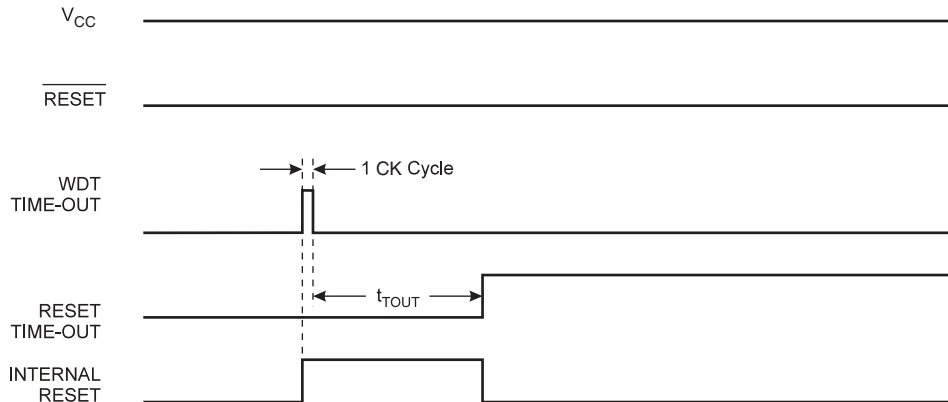 V_CC
RESET
1 CK Cycle
WDT
TIME-OUT
t_TOUT
RESET
TIME-OUT
INTERNAL
RESET